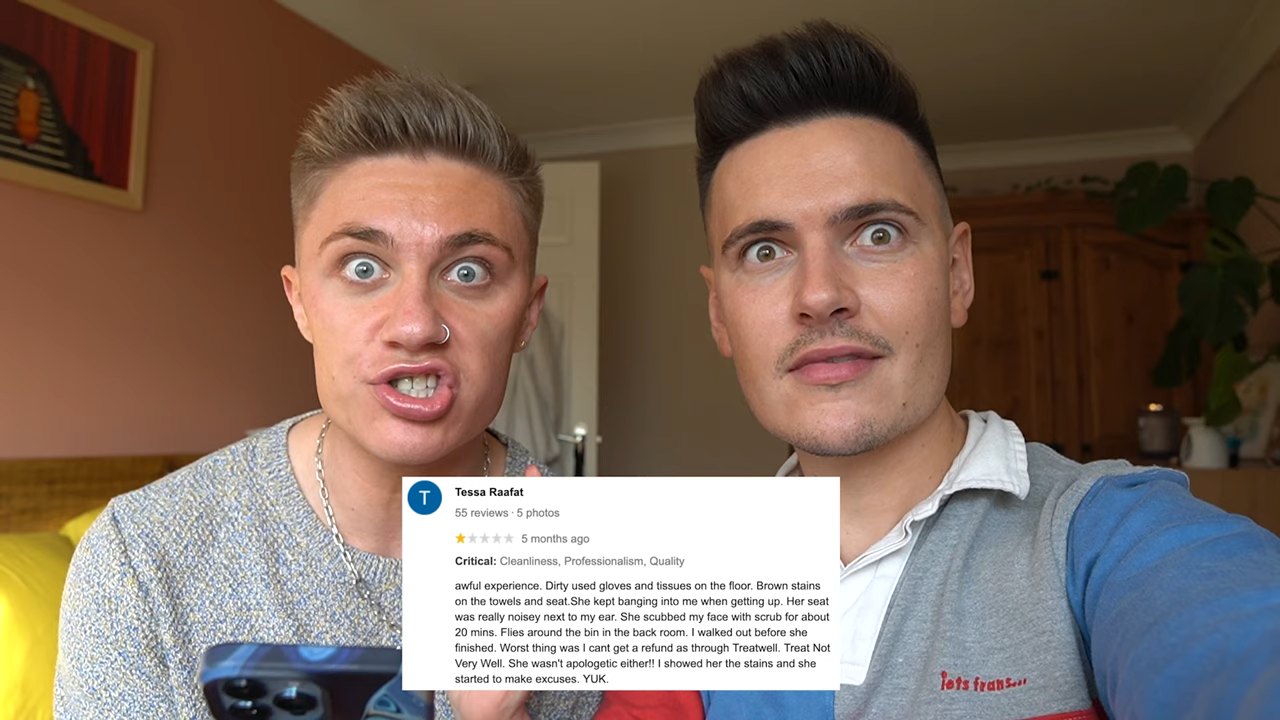 T
Tessa Raafat
55 reviews · 5 photos
5 months ago
Critical: Cleanliness, Professionalism, Quality
awful experience. Dirty used gloves and tissues on the floor. Brown stains
on the towels and seat.She kept banging into me when getting up. Her seat
was really noisey next to my ear. She scubbed my face with scrub for about
20 mins. Flies around the bin in the back room. I walked out before she
finished. Worst thing was I cant get a refund as through Treatwell. Treat Not
Very Well. She wasn't apologetic either!! I showed her the stains and she
started to make excuses. YUK.
iets frans...